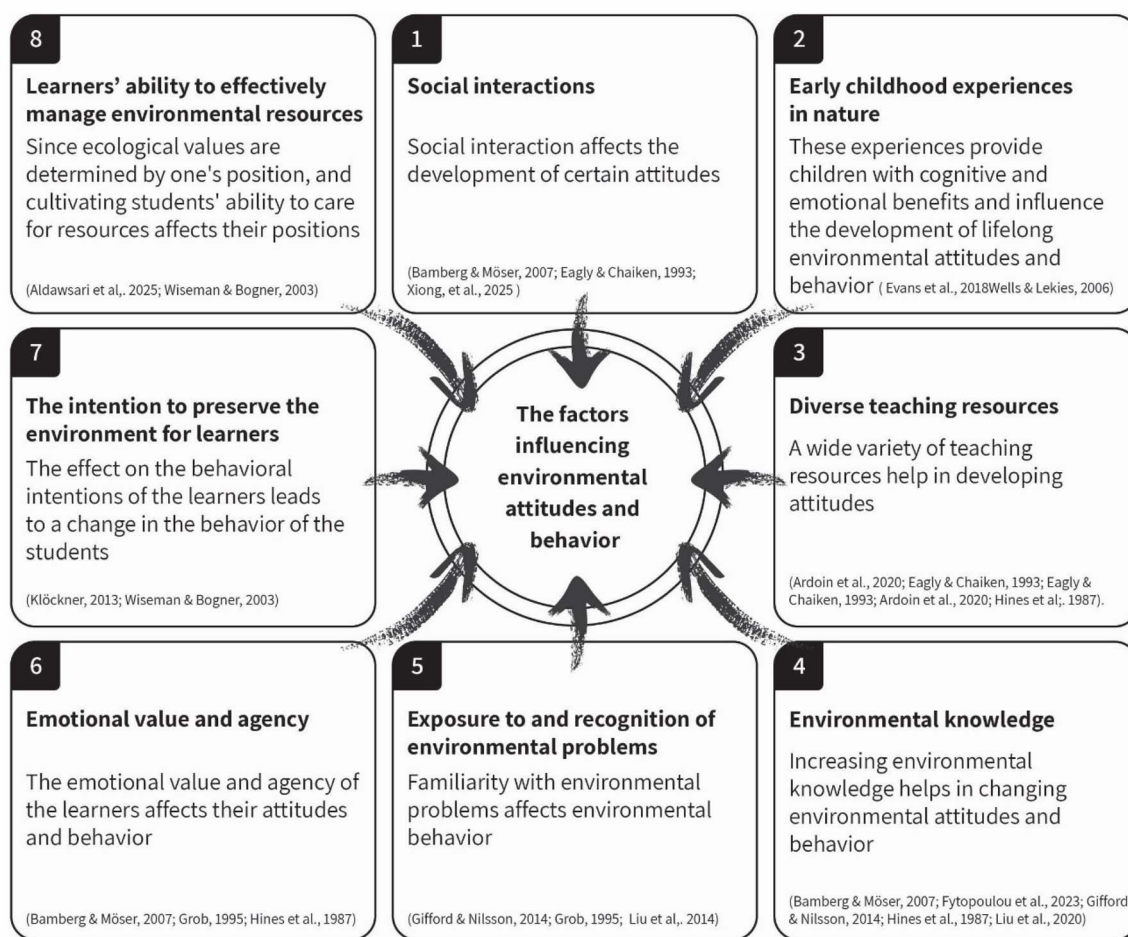 8
Learners’ ability to effectively
manage environmental resources
Since ecological values are
determined by one's position, and
cultivating students' ability to care
for resources affects their positions
(Aldawsari et al,. 2025; Wiseman & Bogner, 2003)
1
Social interactions
Social interaction affects the
development of certain attitudes
(Bamberg & Möser, 2007; Eagly & Chaiken, 1993;
Xiong, et al., 2025 )
2
Early childhood experiences
in nature
These experiences provide
children with cognitive and
emotional benefits and influence
the development of lifelong
environmental attitudes and
behavior ( Evans et al., 2018Wells & Lekies, 2006)
7
The intention to preserve the
environment for learners
The effect on the behavioral
intentions of the learners leads
to a change in the behavior of the
students
(Klöckner, 2013; Wiseman & Bogner, 2003)
The factors
influencing
environmental
attitudes and
behavior
3
Diverse teaching resources
A wide variety of teaching
resources help in developing
attitudes
(Ardoin et al., 2020; Eagly & Chaiken, 1993; Eagly &
Chaiken, 1993; Ardoin et al., 2020; Hines et al;. 1987).
6
Emotional value and agency
The emotional value and agency of
the learners affects their attitudes
and behavior
(Bamberg & Möser, 2007; Grob, 1995; Hines et al., 1987)
5
Exposure to and recognition of
environmental problems
Familiarity with environmental
problems affects environmental
behavior
(Gifford & Nilsson, 2014; Grob, 1995; Liu et al,. 2014)
4
Environmental knowledge
Increasing environmental
knowledge helps in changing
environmental attitudes and
behavior
(Bamberg & Möser, 2007; Fytopoulou et al., 2023; Gifford
& Nilsson, 2014; Hines et al., 1987; Liu et al., 2020)